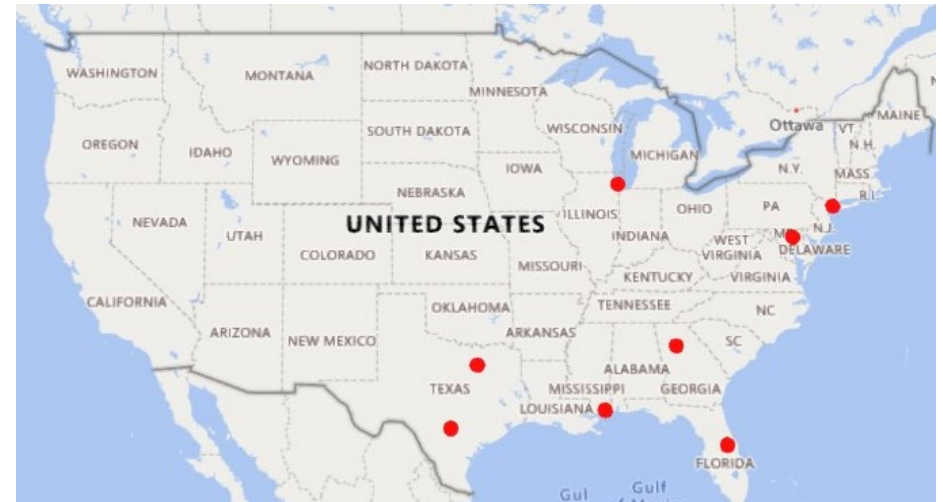 WASHINGTON
MONTANA
NORTH DAKOTA
MINNESOTA
Ottawa
VT.
MAINE
OREGON
IDAHO
WYOMING
SOUTH DAKOTA
WISCONSIN
MICHIGAN
N.H.
N.Y.
MASS.
R.I.
IOWA
NEBRASKA
NEVADA
UTAH
UNITED STATES
ILLINOIS
INDIANA
OHIO
PA
N.J.
COLORADO
KANSAS
MISSOURI
WEST
VIRGINIA
DELAWARE
KENTUCKY
VIRGINIA
CALIFORNIA
ARIZONA
NEW MEXICO
OKLAHOMA
ARKANSAS
TENNESSEE
NC
SC
TEXAS
ALABAMA
MISSISSIPPI
GEORGIA
LOUISIANA
FLORIDA
Gulf